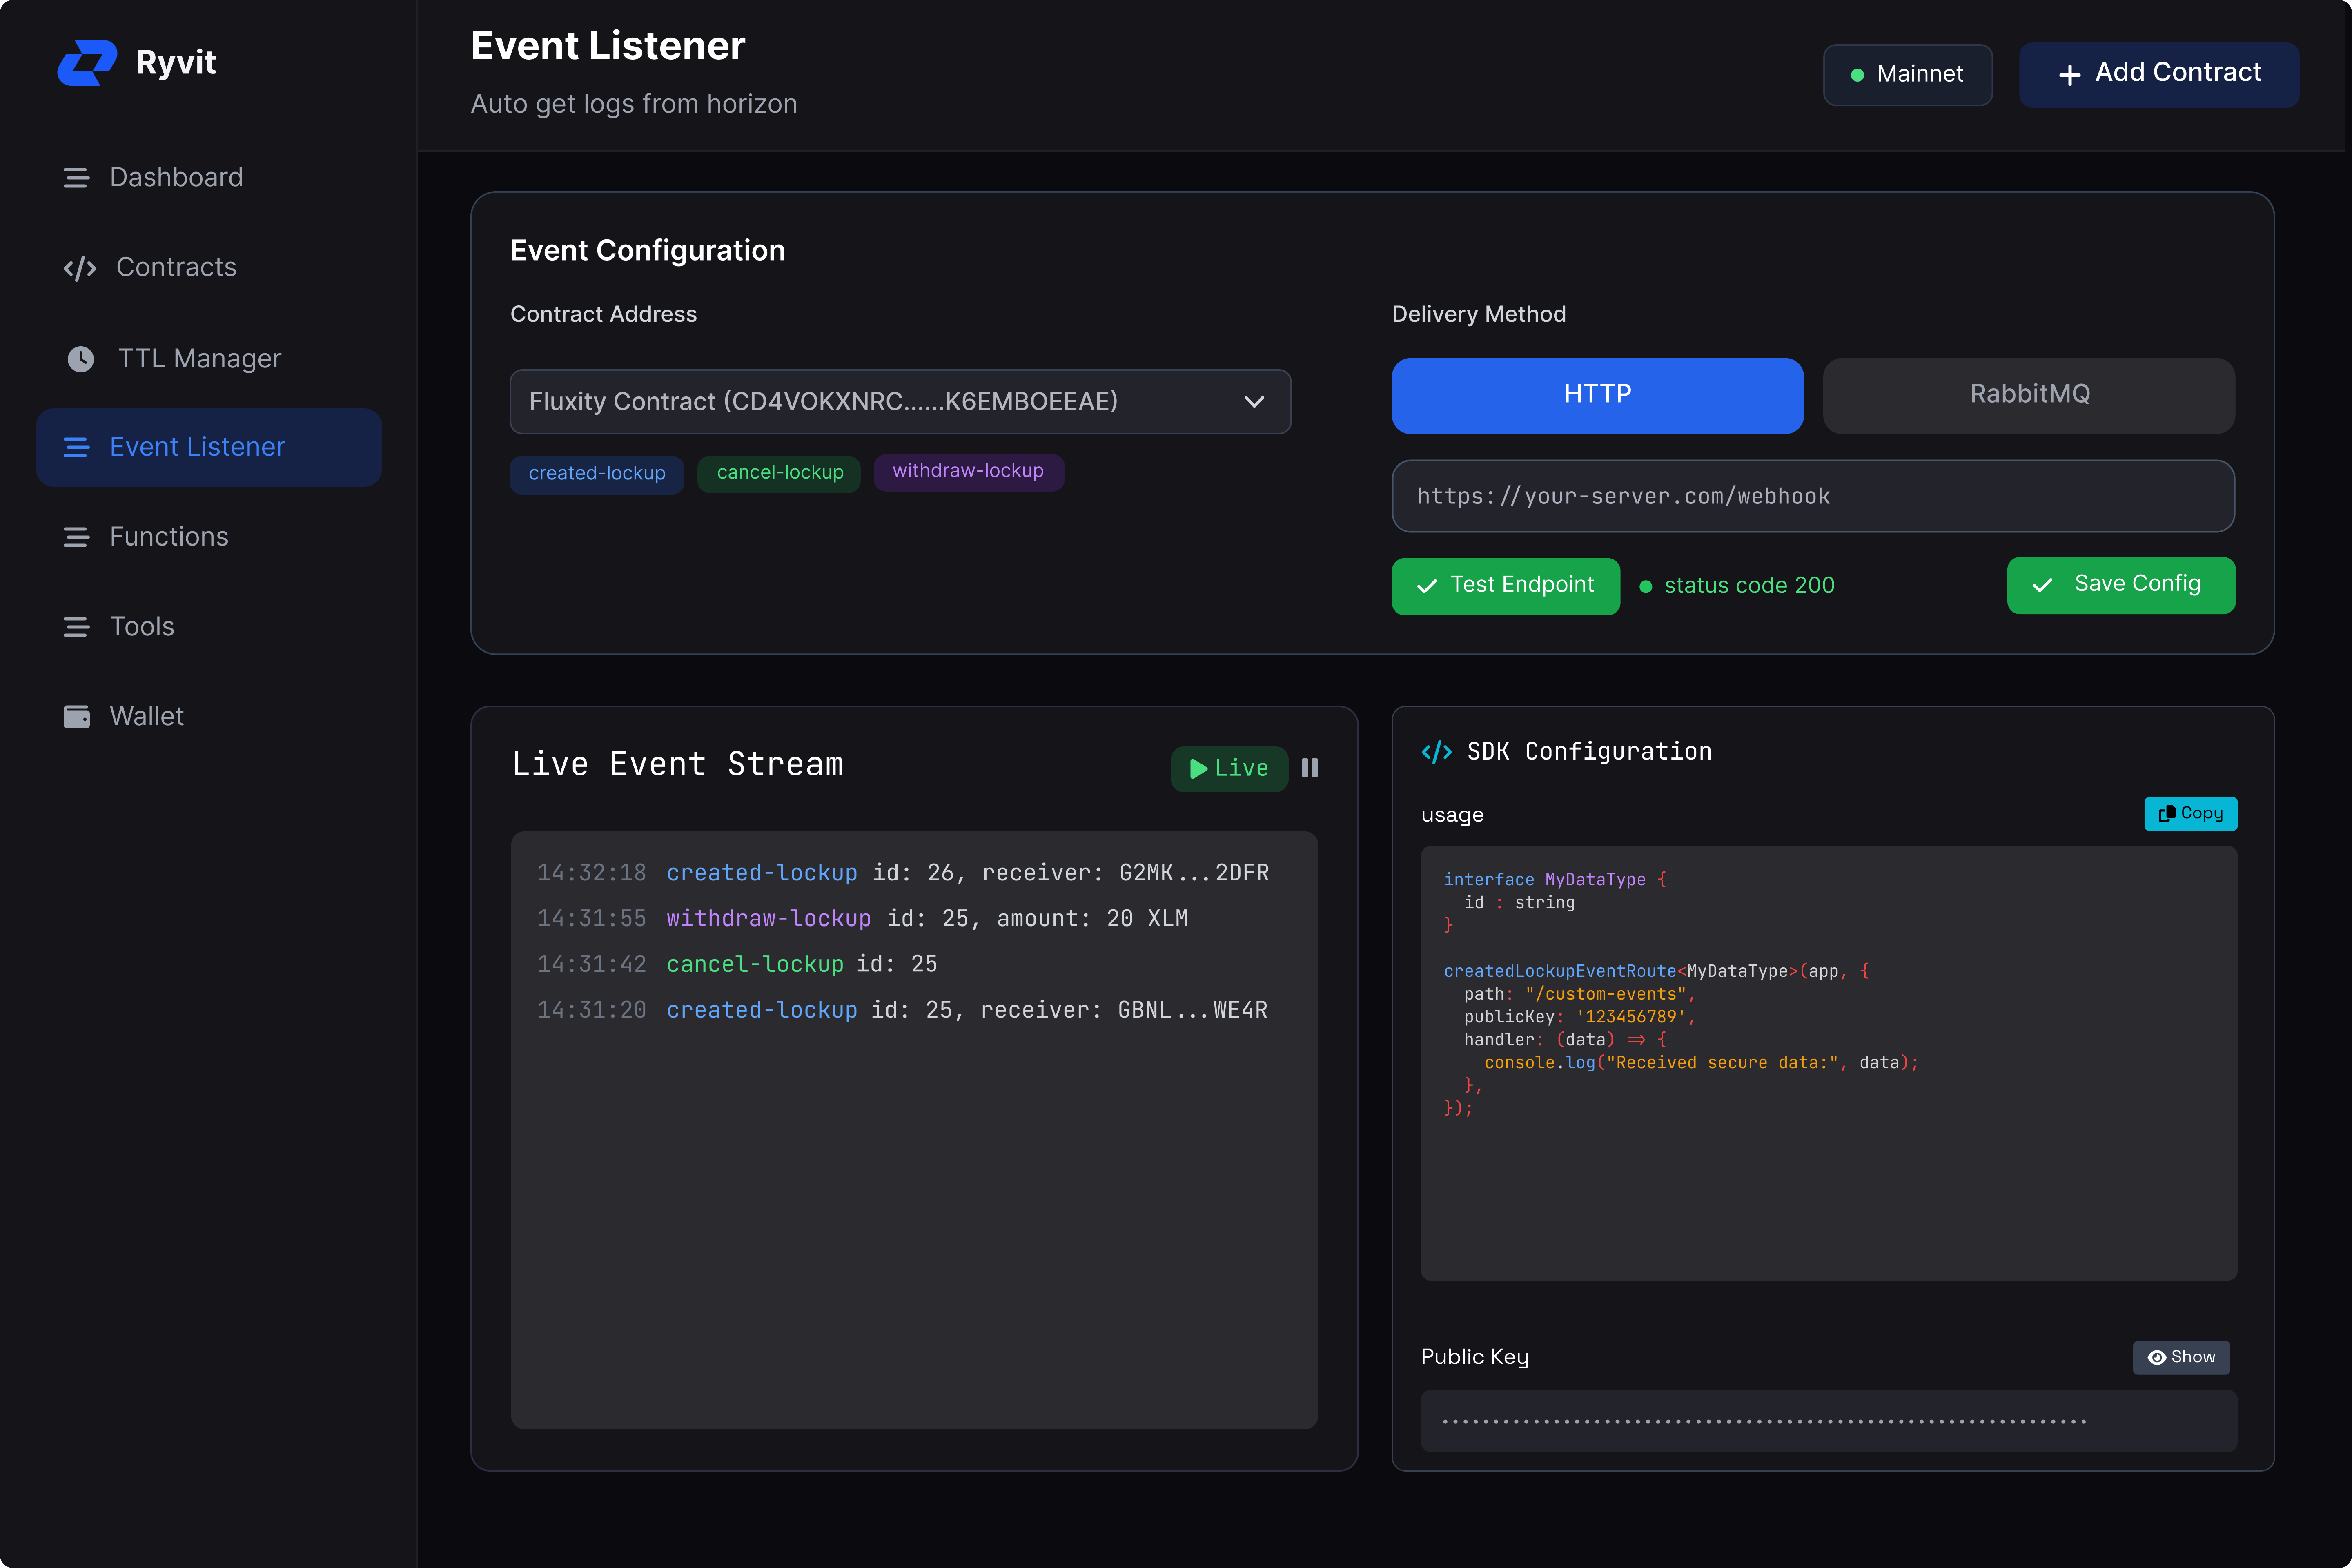 Ryvit
Dashboard
Contracts
TTL Manager
Event Listener
Functions
Tools
Wallet
Event Listener
Auto get logs from horizon
Mainnet
Add Contract
Event Configuration
Contract Address
Fluxity Contract (CD4VOKXNRC......K6EMBOEEAE)
created-lockup cancel-lockup withdraw-lockup
Delivery Method
HTTP RabbitMQ
https://your-server.com/webhook
Test Endpoint status code 200 Save Config
Live Event Stream Live
14:32:18 created-lockup id: 26, receiver: G2MK...2DFR
14:31:55 withdraw-lockup id: 25, amount: 20 XLM
14:31:42 cancel-lockup id: 25
14:31:20 created-lockup id: 25, receiver: GBNL...WE4R
</> SDK Configuration
usage Copy
interface MyDataType {
  id : string
}
createdLockupEventRoute<MyDataType>(app, {
  path: "/custom-events",
  publicKey: '123456789',
  handler: (data) => {
    console.log("Received secure data:", data);
  },
});
Public Key Show